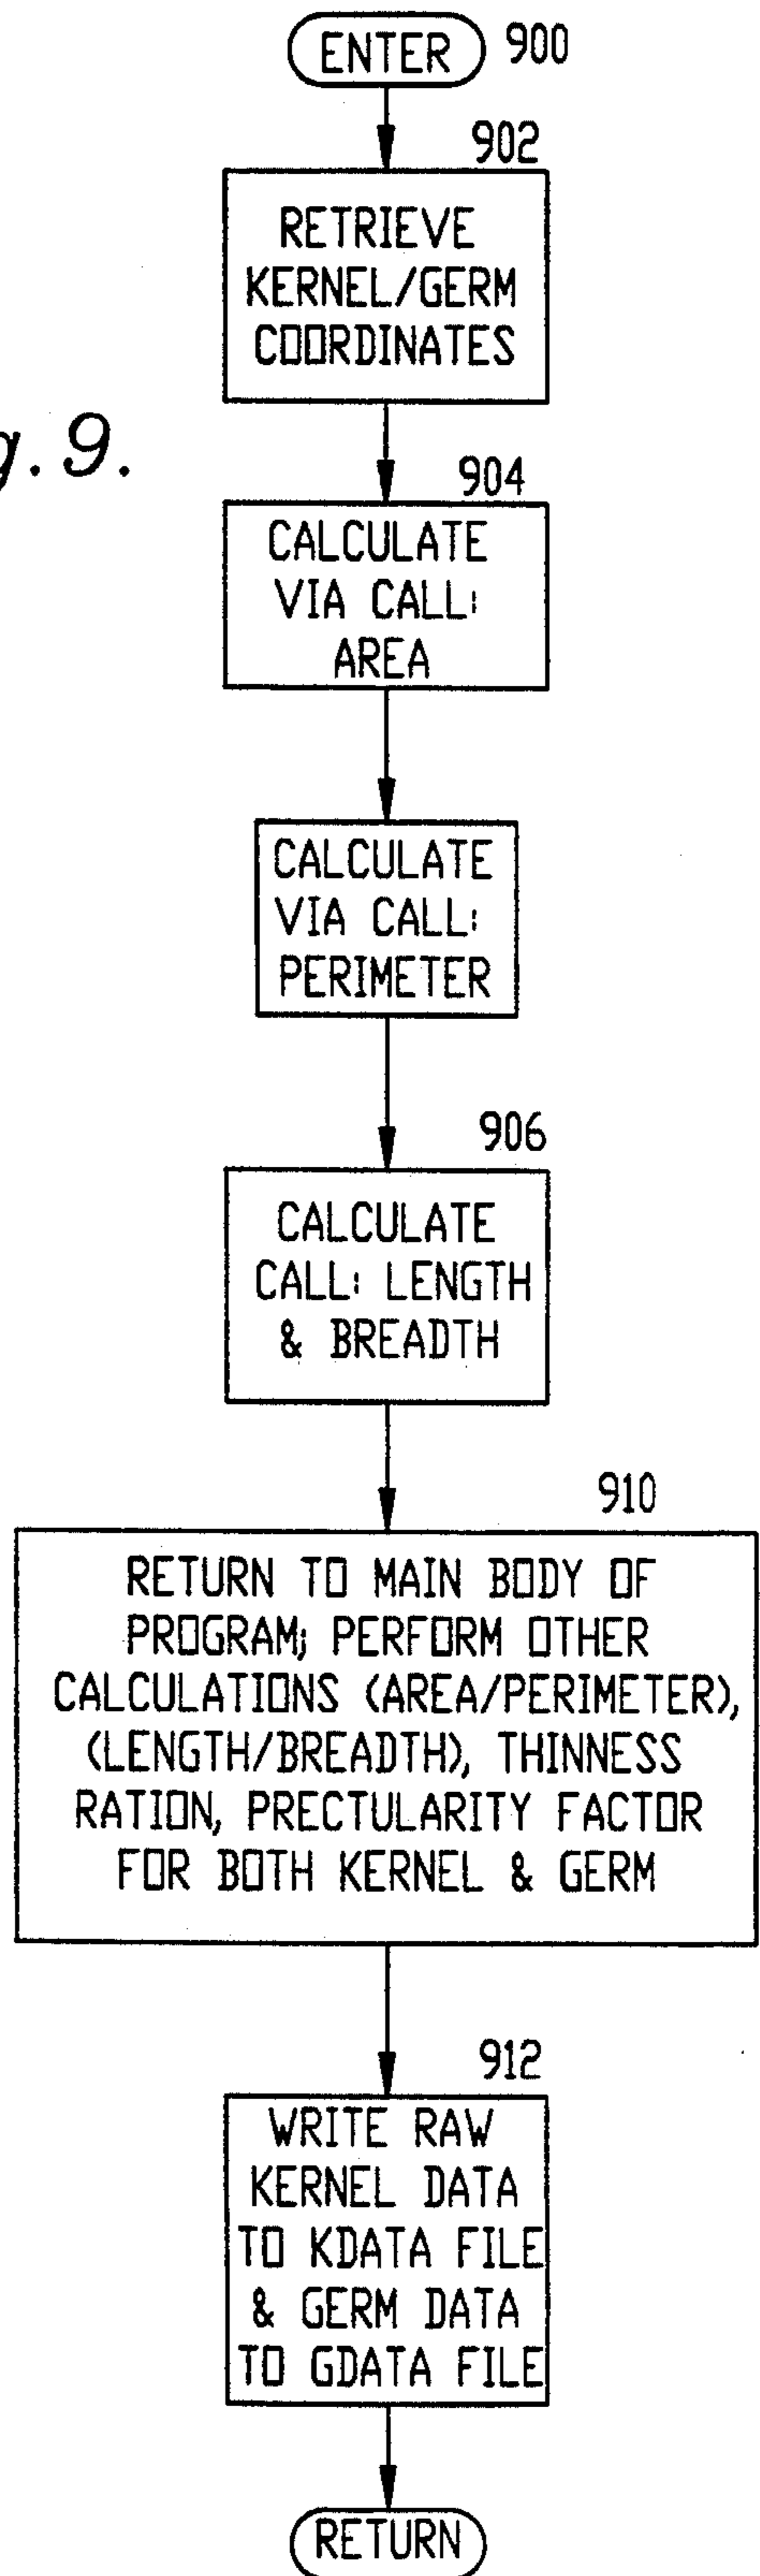 ENTER 900
902
RETRIEVE
KERNEL/GERM
COORDINATES
g. 9.
904
CALCULATE
VIA CALL:
AREA
CALCULATE
VIA CALL:
PERIMETER
906
CALCULATE
CALL: LENGTH
& BREADTH
910
RETURN TO MAIN BODY OF
PROGRAM; PERFORM OTHER
CALCULATIONS (AREA/PERIMETER),
(LENGTH/BREADTH), THINNESS
RATION, PRECTULARITY FACTOR
FOR BOTH KERNEL & GERM
912
WRITE RAW
KERNEL DATA
TO KDATA FILE
& GERM DATA
TO GDATA FILE
RETURN